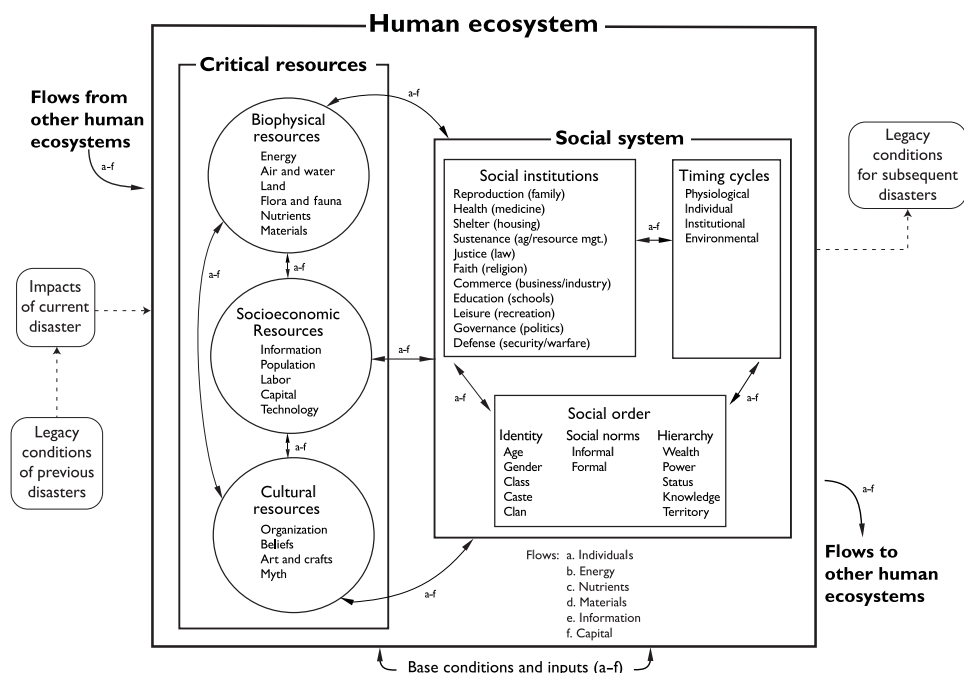 Human ecosystem
Critical resources
Flows from
other human
ecosystems
a–f
Biophysical
resources
Energy
Air and water
Land
Flora and fauna
Nutrients
Materials
a–f
a–f
a–f
Socioeconomic
Resources
Information
Population
Labor
Capital
Technology
a–f
a–f
Cultural
resources
Organization
Beliefs
Art and crafts
Myth
a–f
Social system
Social institutions
Reproduction (family)
Health (medicine)
Shelter (housing)
Sustenance (ag/resource mgt.)
Justice (law)
Faith (religion)
Commerce (business/industry)
Education (schools)
Leisure (recreation)
Governance (politics)
Defense (security/warfare)
a–f
Timing cycles
Physiological
Individual
Institutional
Environmental
a–f
a–f
Social order
Identity
Age
Gender
Class
Caste
Clan
Social norms
Informal
Formal
Hierarchy
Wealth
Power
Status
Knowledge
Territory
Flows: a. Individuals
b. Energy
c. Nutrients
d. Materials
e. Information
f. Capital
Impacts
of current
disaster
Legacy
conditions
of previous
disasters
Legacy
conditions
for subsequent
disasters
a–f
Flows to
other human
ecosystems
Base conditions and inputs (a–f)